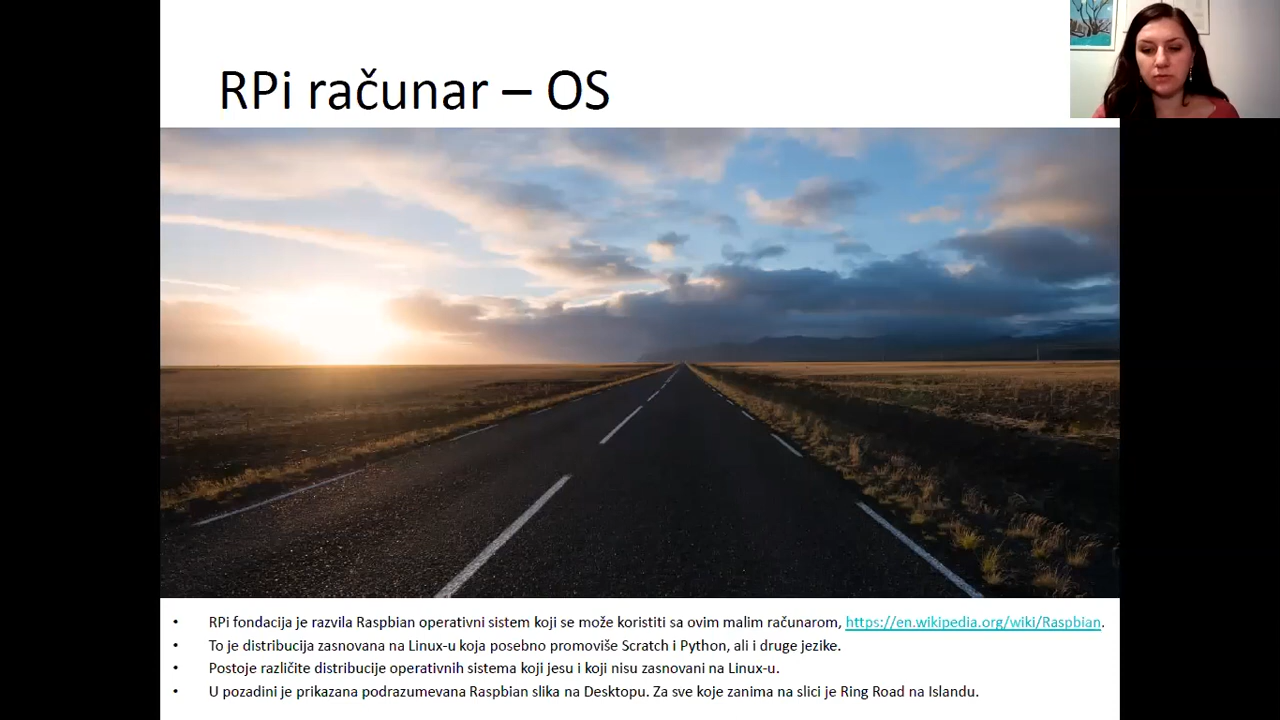 RPi računar – OS
• RPi fondacija je razvila Raspbian operativni sistem koji se može koristiti sa ovim malim računarom, https://en.wikipedia.org/wiki/Raspbian.
• To je distribucija zasnovana na Linux-u koja posebno promoviše Scratch i Python, ali i druge jezike.
• Postoje različite distribucije operativnih sistema koji jesu i koji nisu zasnovani na Linux-u.
• U pozadini je prikazana podrazumevana Raspbian slika na Desktopu. Za sve koje zanima na slici je Ring Road na Islandu.